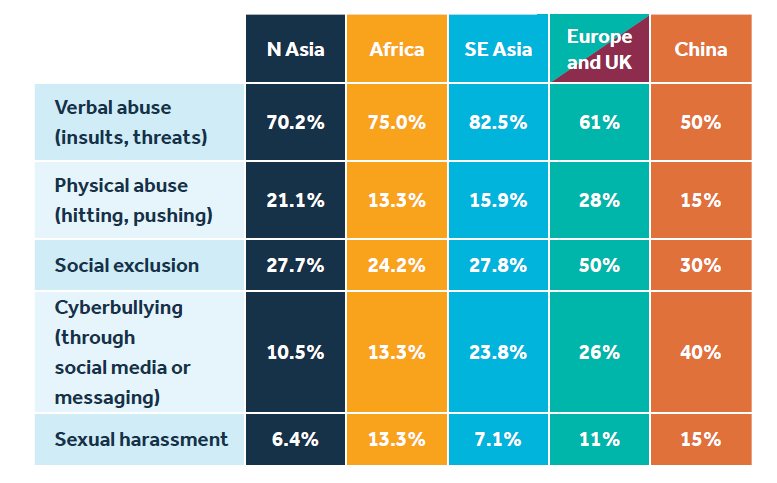 N Asia Africa SE Asia Europe and UK China
Verbal abuse
(insults, threats) 70.2% 75.0% 82.5% 61% 50%
Physical abuse
(hitting, pushing) 21.1% 13.3% 15.9% 28% 15%
Social exclusion 27.7% 24.2% 27.8% 50% 30%
Cyberbullying
(through
social media or
messaging) 10.5% 13.3% 23.8% 26% 40%
Sexual harassment 6.4% 13.3% 7.1% 11% 15%